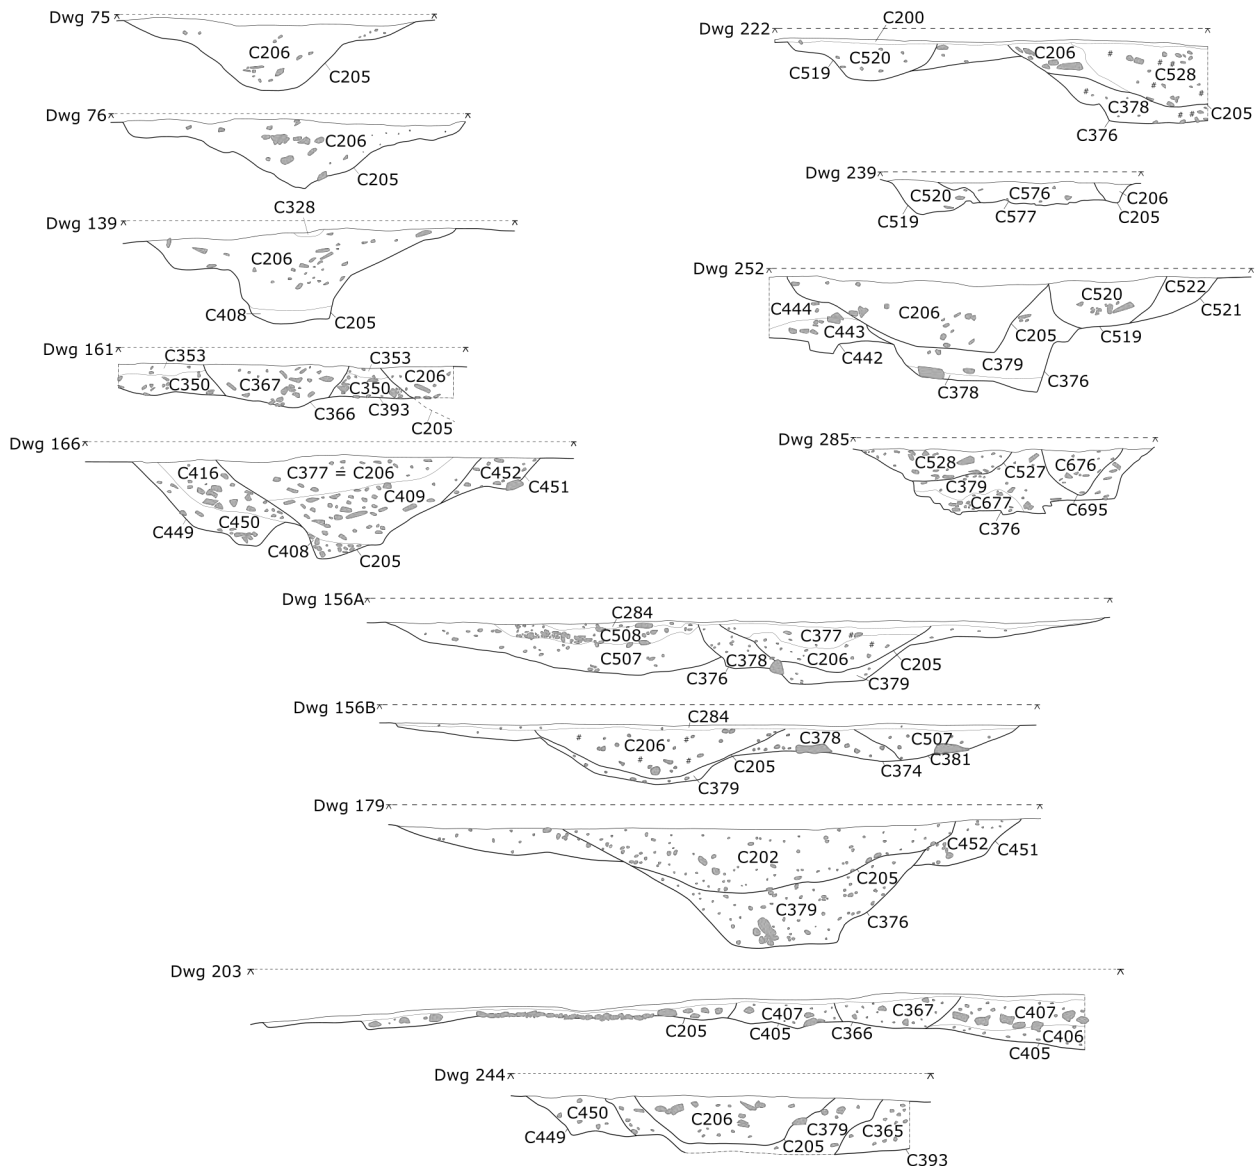 Dwg 75
C206
C205
Dwg 76
C206
C205
C328
Dwg 139
C206
C408
C205
Dwg 161
C353
C353
C350
C367
C350
C206
C366
C393
C205
Dwg 166
C416
C377 = C206
C452
C409
C451
C450
C449
C408
C205
C200
Dwg 222
C520
C206
C519
C528
C378
C205
C376
Dwg 239
C520
C576
C206
C519
C577
C205
Dwg 252
C444
C520
C522
C206
C521
C443
C205
C519
C442
C379
C376
C378
Dwg 285
C528
C527
C676
C379
C677
C695
C376
Dwg 156A
C284
C508
C377
C507
C378
C206
C205
C376
C379
Dwg 156B
C284
C206
C378
C507
C205
C374
C381
C379
Dwg 179
C202
C452
C451
C205
C379
C376
Dwg 203
C407
C367
C407
C205
C405
C366
C406
C405
Dwg 244
C450
C206
C379
C365
C449
C205
C393